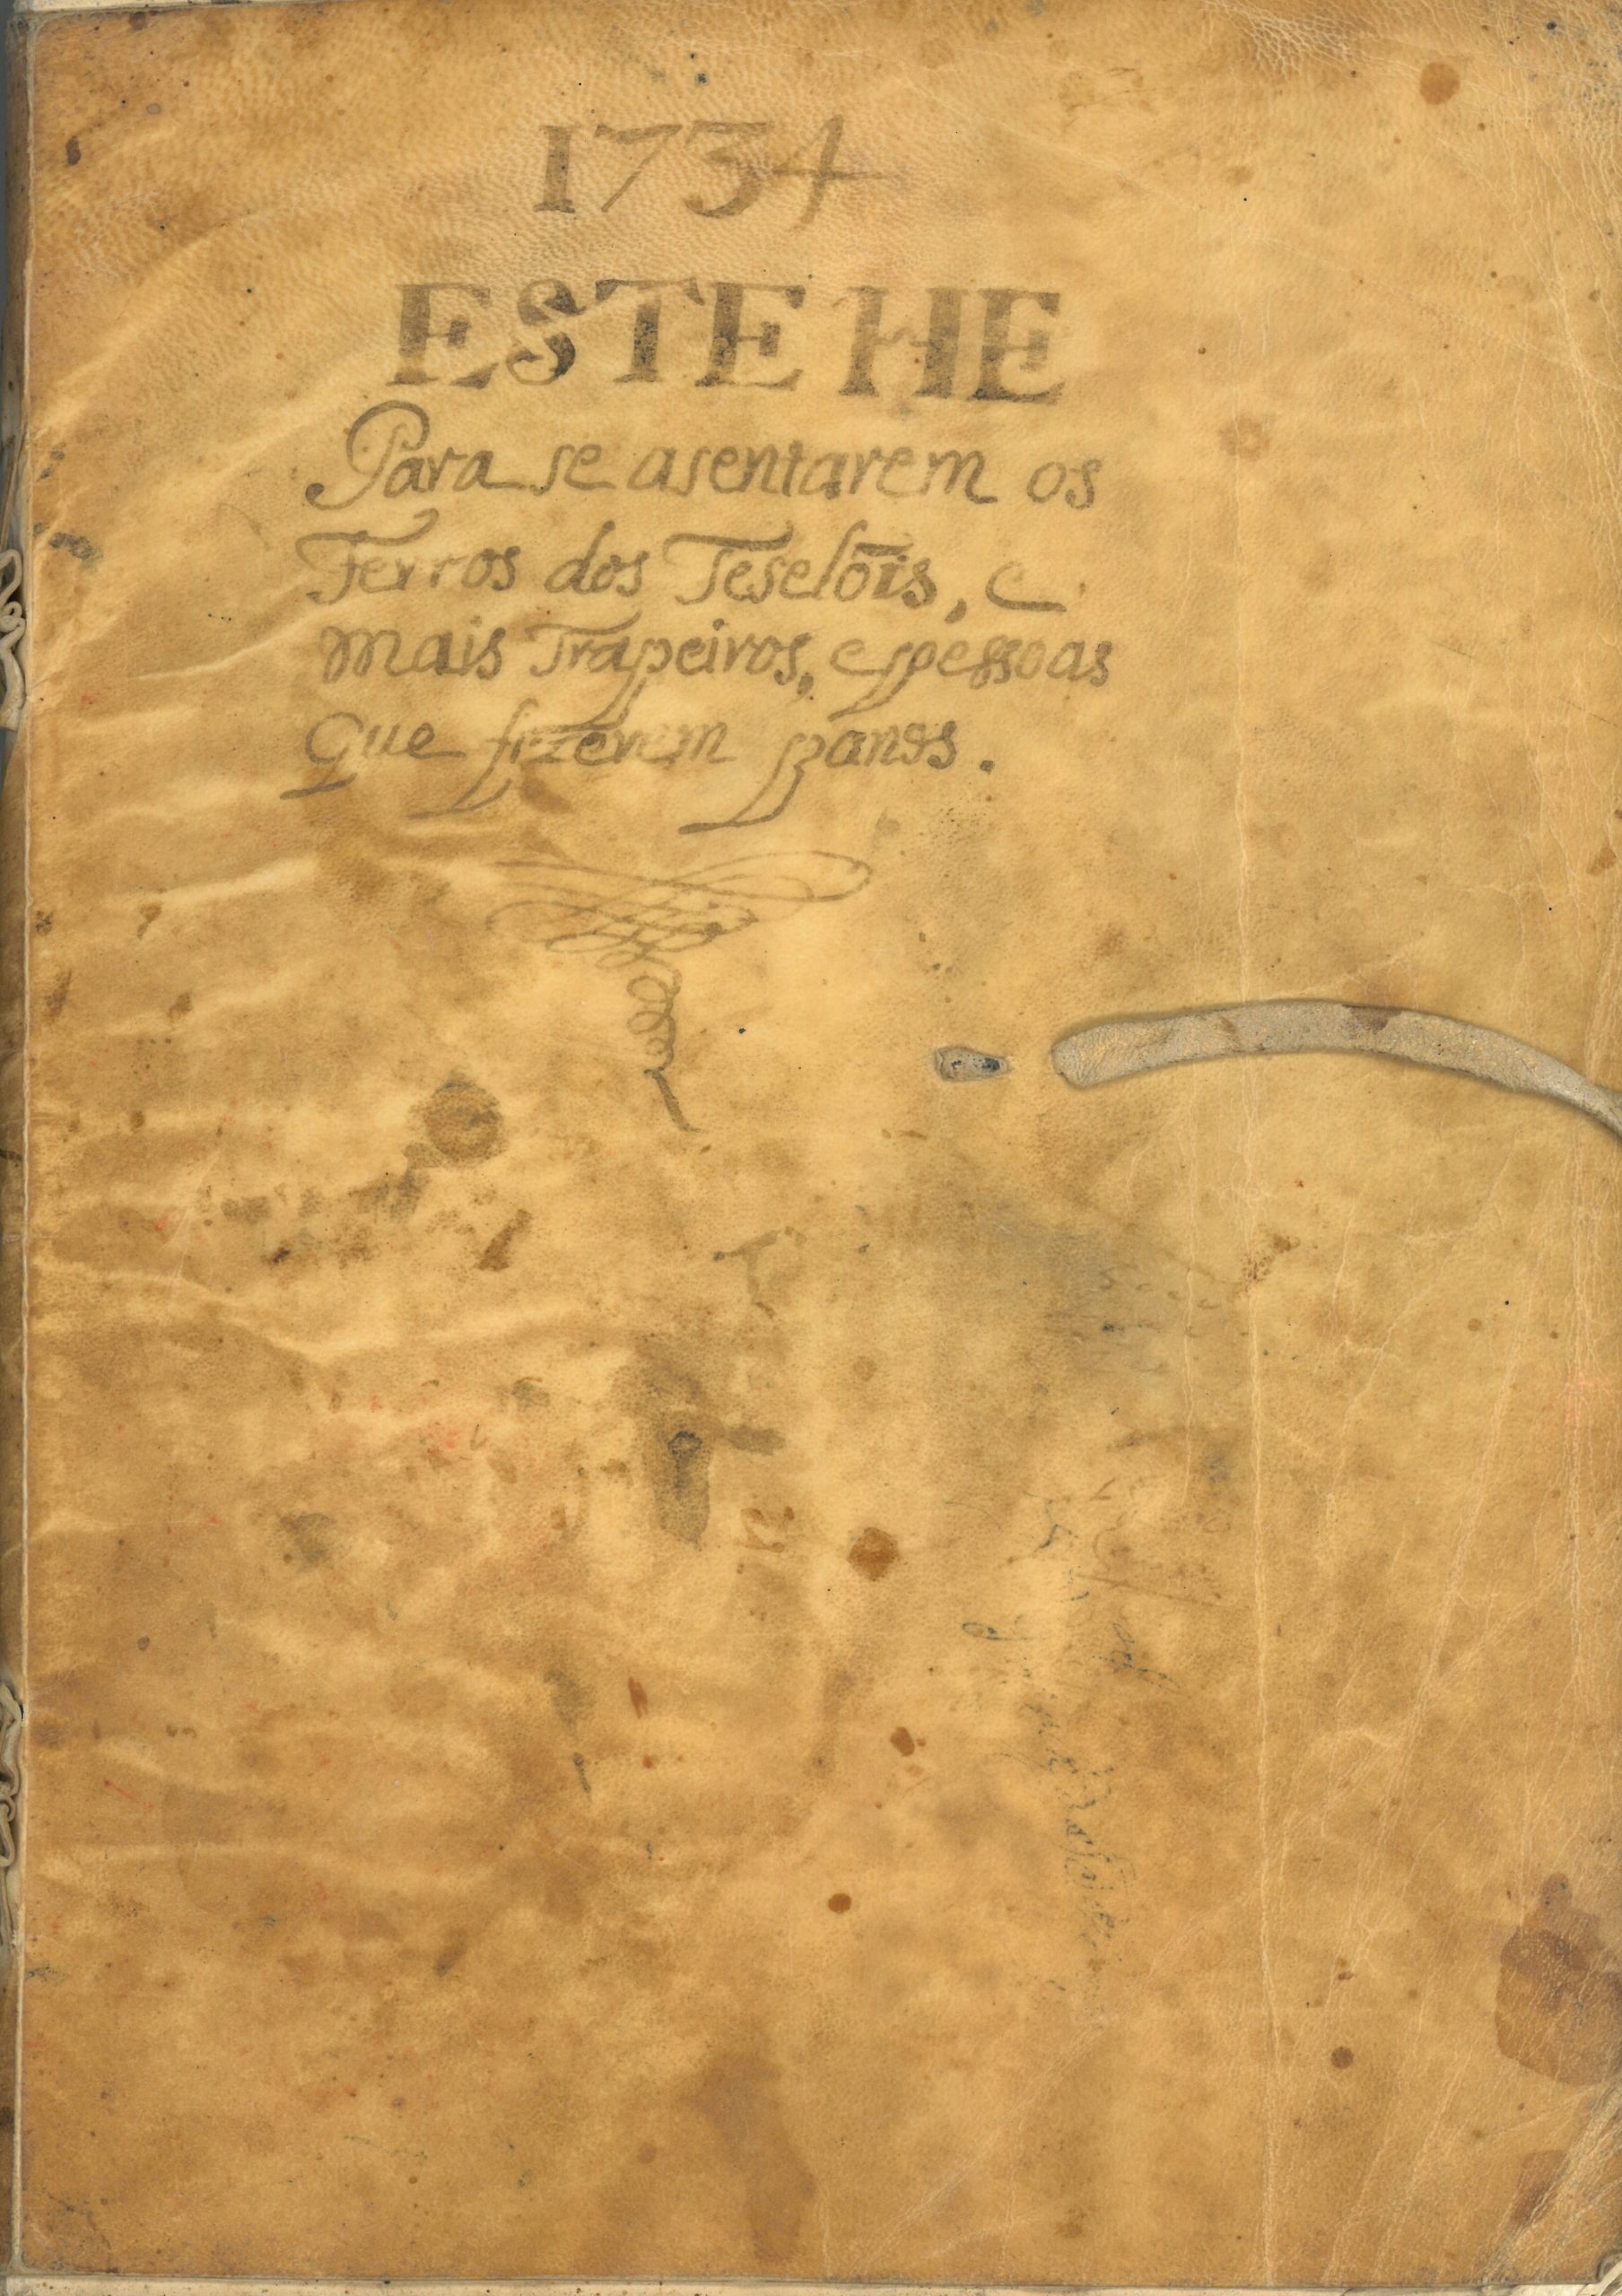 1734
ESTE HE
Para se asentarem os
Ferros dos Teselõis, e
mais Trapeiros, e pessoas
que fizerem panos.